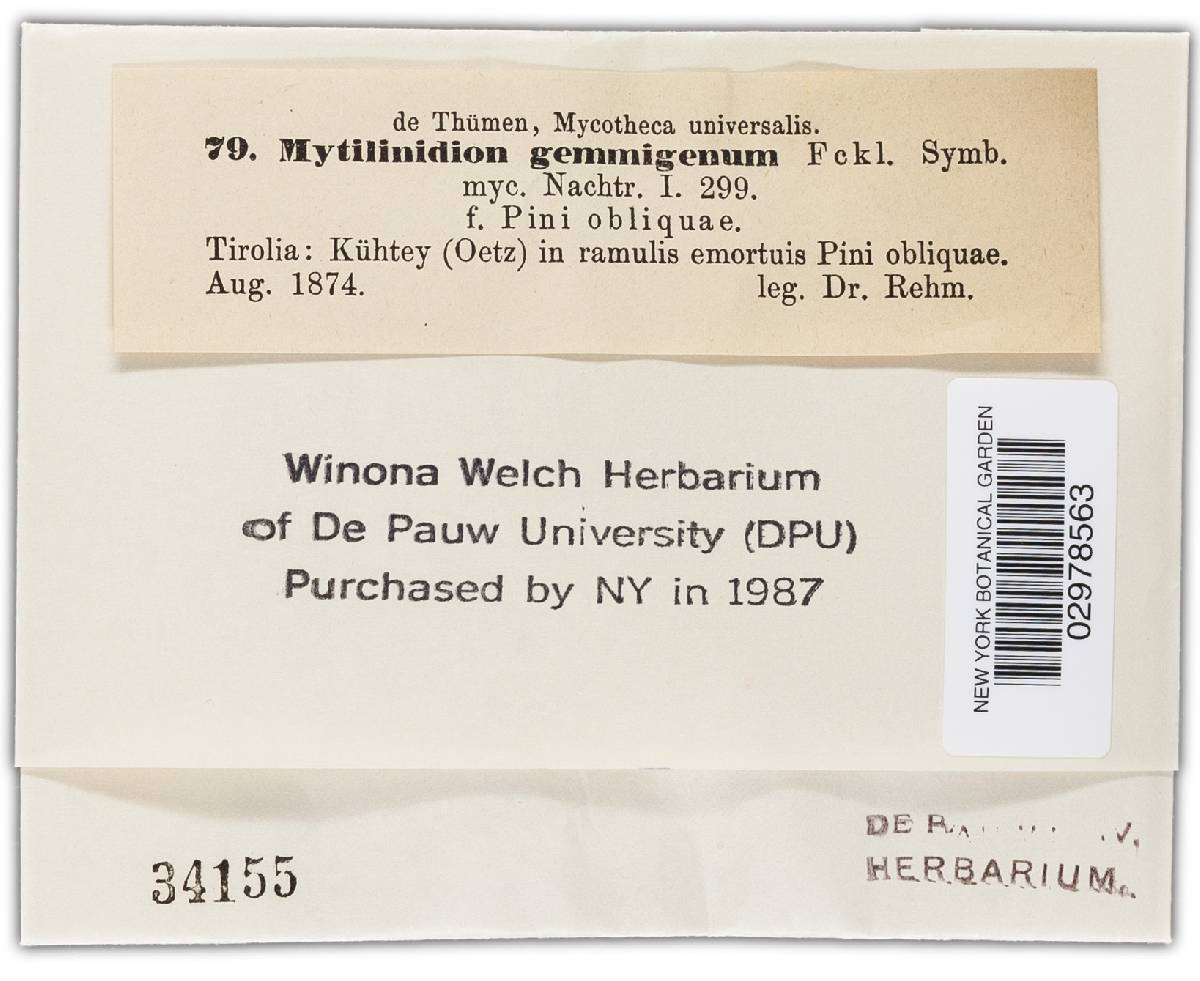 de Thümen, Mycotheca universalis.
79. Mytilinidion gemmigenum Fckl. Symb.
myc. Nachtr. I. 299.
f. Pini obliquae.
Tirolia: Kühtey (Oetz) in ramulis emortuis Pini obliquae.
Aug. 1874. leg. Dr. Rehm.
Winona Welch Herbarium
of De Pauw University (DPU)
Purchased by NY in 1987
NEW YORK BOTANICAL GARDEN
02978563
34155
DE
HERBARIUM.